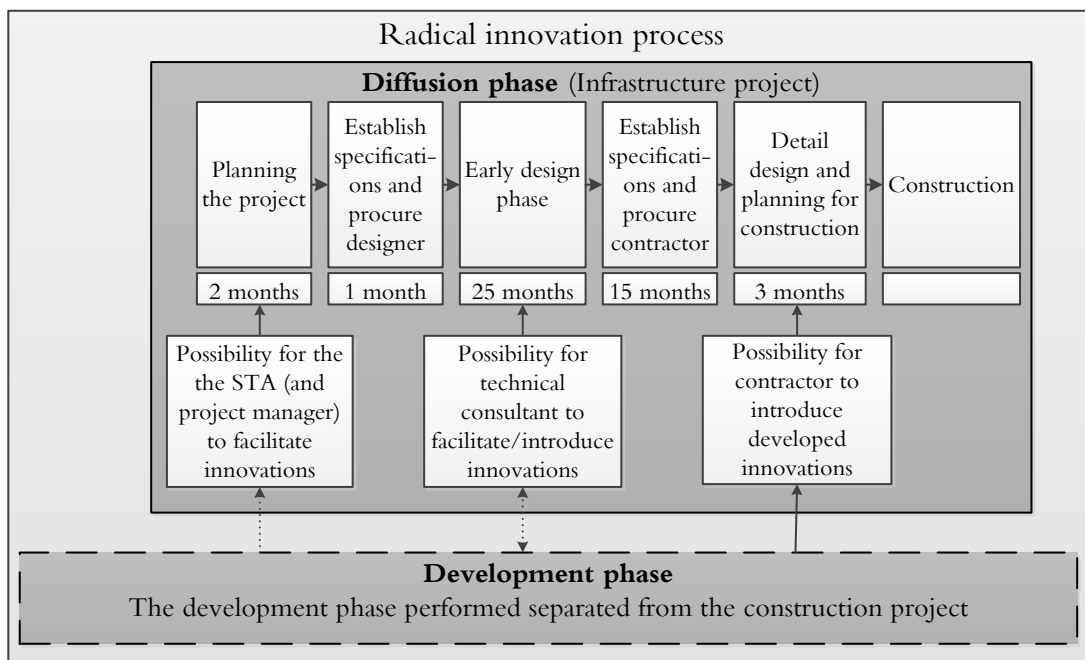 Radical innovation process
Diffusion phase (Infrastructure project)
Planning
the project
Establish
specificati-
ons and
procure
designer
Early design
phase
Establish
specificati-
ons and
procure
contractor
Detail
design and
planning for
construction
Construction
2 months
1 month
25 months
15 months
3 months
Possibility for the
the STA (and
project manager)
to facilitate
innovations
Possibility for
technical
consultant to
facilitate/introduce
innovations
Possibility for
contractor to
introduce
developed
innovations
Development phase
The development phase performed separated from the construction project